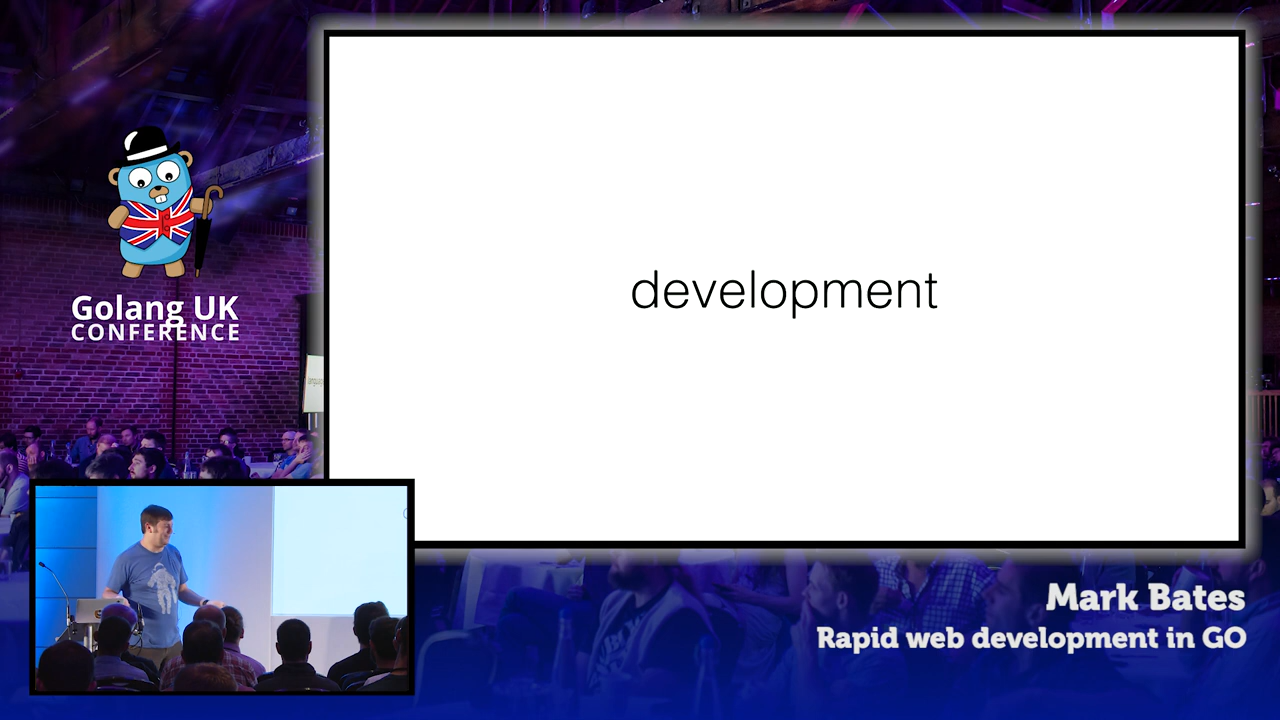 Golang UK
CONFERENCE
development
Mark Bates
Rapid web development in GO